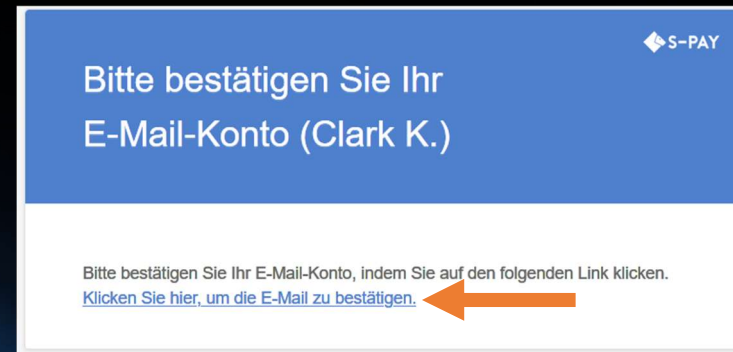 S-PAY
Bitte bestätigen Sie Ihr
E-Mail-Konto (Clark K.)
Bitte bestätigen Sie Ihr E-Mail-Konto, indem Sie auf den folgenden Link klicken.
Klicken Sie hier, um die E-Mail zu bestätigen.